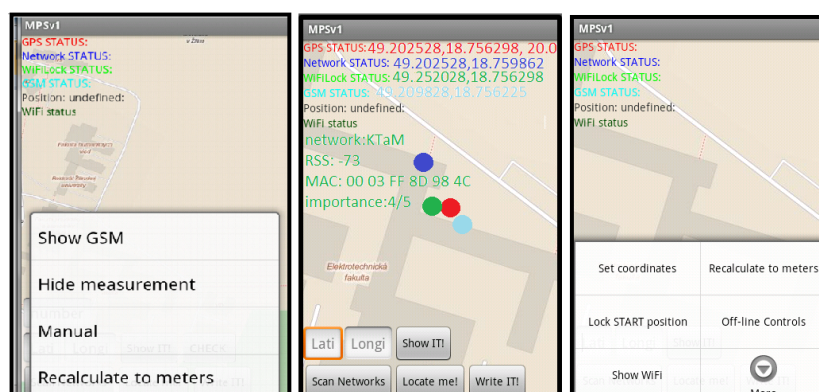 MPSv1
GPS STATUS:
Network STATUS:
WiFiLock STATUS:
GSM STATUS:
Position: undefined:
WiFi status
Show GSM
Hide measurement
Manual
Recalculate to meters
MPSv1
GPS STATUS: 49.202528,18.756298, 20.0
Network STATUS: 49.202528,18.759862
WiFiLock STATUS: 49.252028,18.756298
GSM STATUS: 49.209828,18.756225
Position: undefined:
WiFi status
network:KTaM
RSS: -73
MAC: 00 03 FF 8D 98 4C
importance:4/5
Elektrotechnická
fakulta
Lati Longi Show IT!
Scan Networks Locate me! Write IT!
MPSv1
GPS STATUS:
Network STATUS:
WiFiLock STATUS:
GSM STATUS:
Position: undefined:
WiFi status
Set coordinates Recalculate to meters
Lock START position Off-line Controls
Show WiFi
More